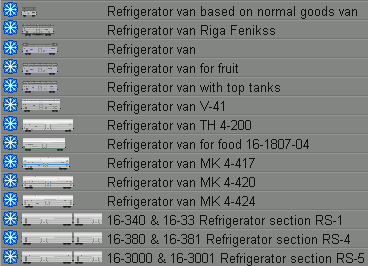 Refrigerator van based on normal goods van
Refrigerator van Riga Fenikss
Refrigerator van
Refrigerator van for fruit
Refrigerator van with top tanks
Refrigerator van V-41
Refrigerator van TH 4-200
Refrigerator van for food 16-1807-04
Refrigerator van MK 4-417
Refrigerator van MK 4-420
Refrigerator van MK 4-424
16-340 & 16-33 Refrigerator section RS-1
16-380 & 16-381 Refrigerator section RS-4
16-3000 & 16-3001 Refrigerator section RS-5